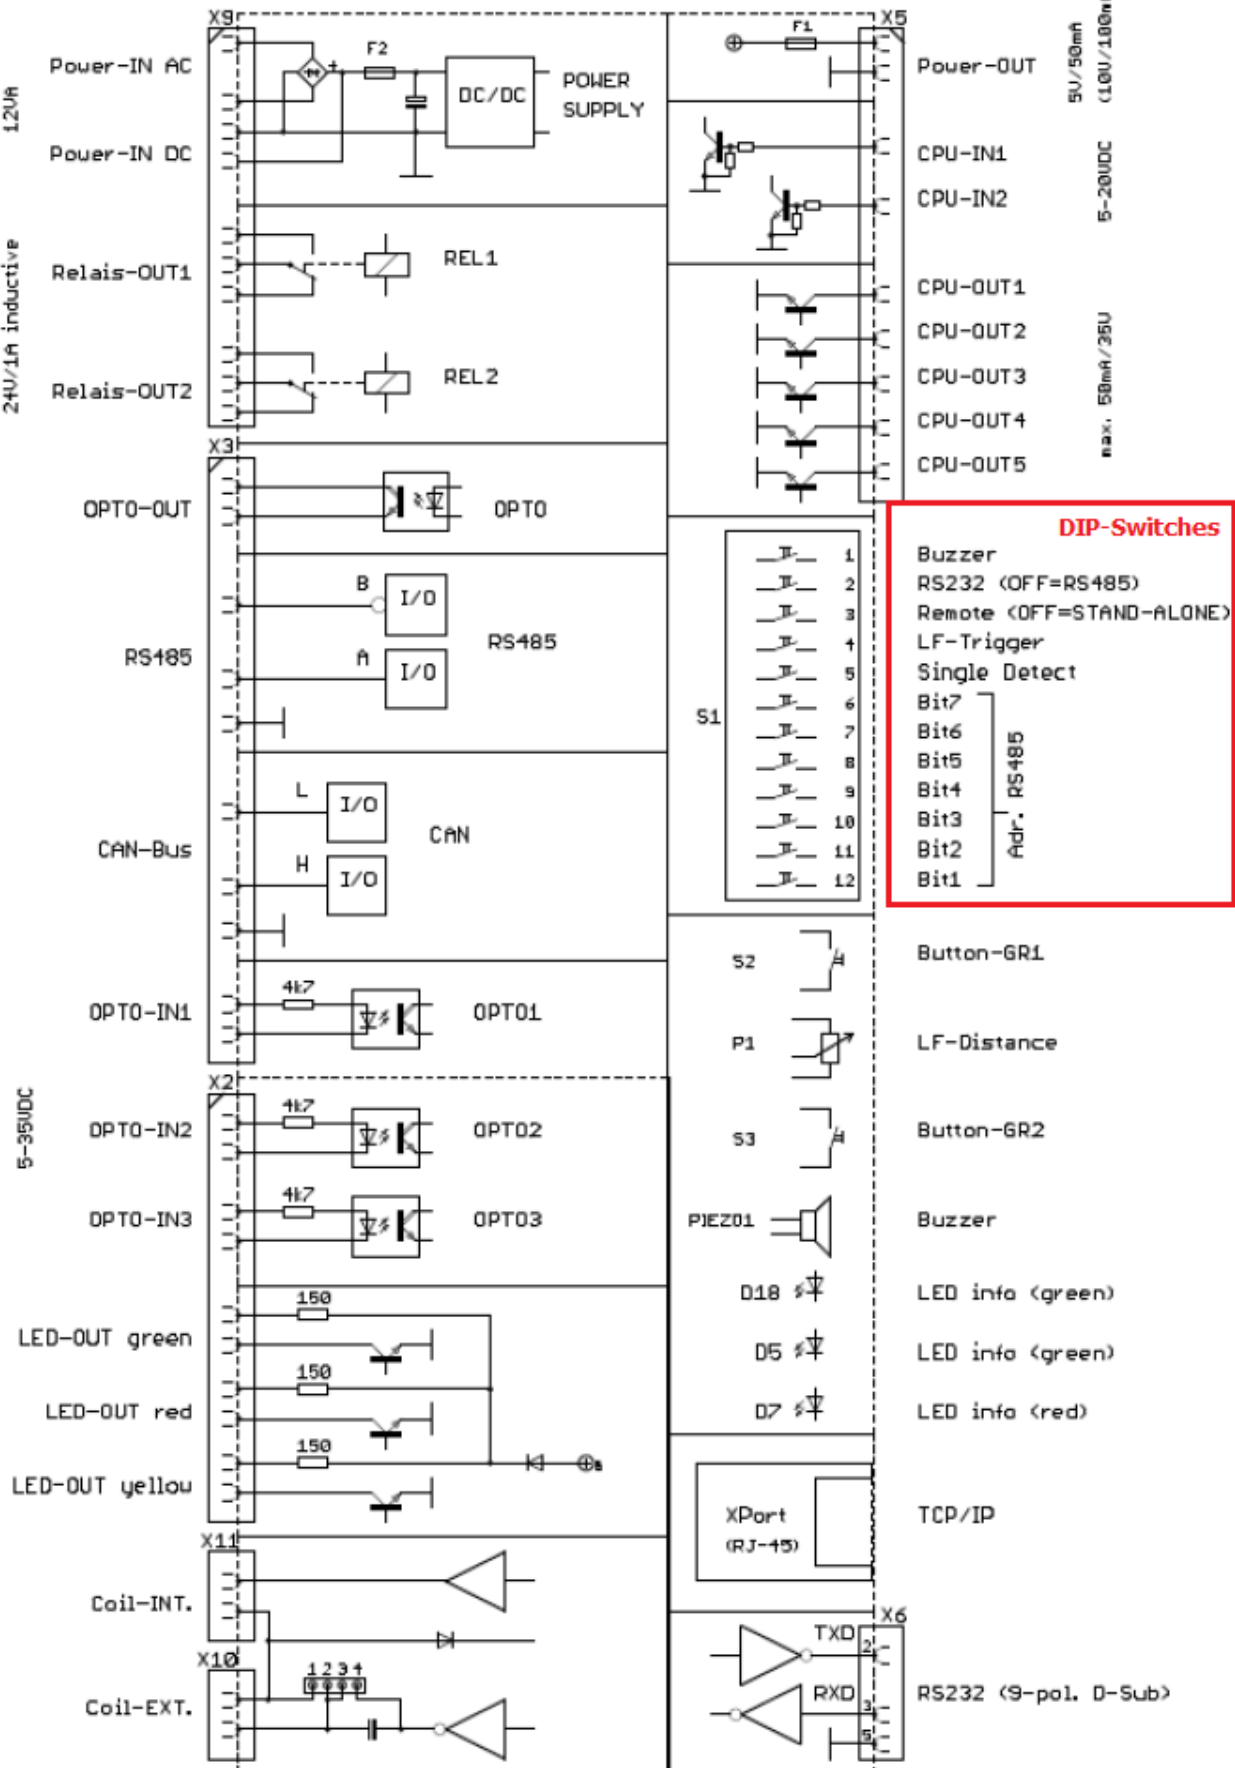 X9
Power-IN AC
12VA
Power-IN DC
F2
+
DC/DC
POWER
SUPPLY
24V/1A inductive
Relais-OUT1
REL1
Relais-OUT2
REL2
X3
OPTO-OUT
OPTO
RS485
B
I/O
A
I/O
RS485
CAN-Bus
L
I/O
H
I/O
CAN
OPTO-IN1
4k7
OPTO1
X2
5-35VDC
OPTO-IN2
4k7
OPTO2
OPTO-IN3
4k7
OPTO3
LED-OUT green
150
LED-OUT red
150
LED-OUT yellow
150
X11
Coil-INT.
X10
Coil-EXT.
1 2 3 4
X5
F1
Power-OUT
5V/50mA
CPU-IN1
CPU-IN2
5-20VDC
CPU-OUT1
CPU-OUT2
CPU-OUT3
CPU-OUT4
CPU-OUT5
max. 50mA/35V
DIP-Switches
S1
1 Buzzer
2 RS232 (OFF=RS485)
3 Remote (OFF=STAND-ALONE)
4 LF-Trigger
5 Single Detect
6 Bit7
7 Bit6
8 Bit5
9 Bit4
10 Bit3
11 Bit2
12 Bit1
Adr. RS485
S2 Button-GR1
P1 LF-Distance
S3 Button-GR2
PIEZO1 Buzzer
D18 LED info (green)
D5 LED info (green)
D7 LED info (red)
XPort
(RJ-45)
TCP/IP
X6
TXD 2
RXD 3
5
RS232 (9-pol. D-Sub)